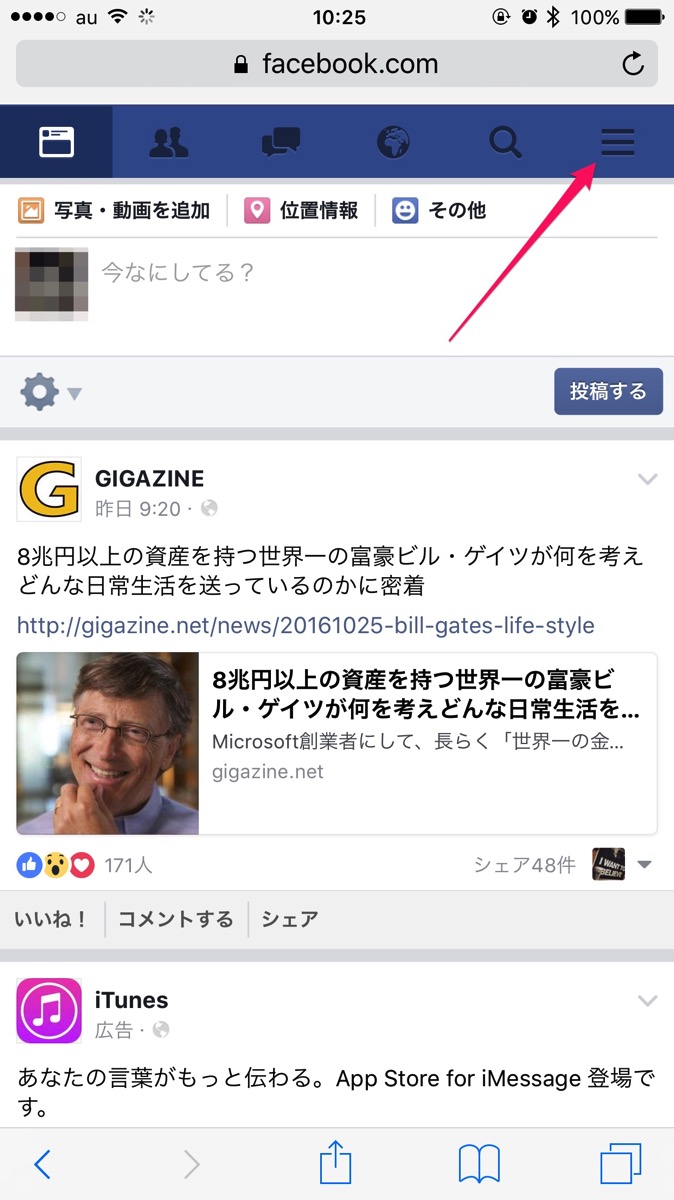 au 10:25 100%
facebook.com
写真・動画を追加 位置情報 その他
今なにしてる？
投稿する
G GIGAZINE
昨日 9:20 ·
8兆円以上の資産を持つ世界一の富豪ビル・ゲイツが何を考え
どんな日常生活を送っているのかに密着
http://gigazine.net/news/20161025-bill-gates-life-style
8兆円以上の資産を持つ世界一の富豪ビ
ル・ゲイツが何を考えどんな日常生活を...
Microsoft創業者にして、長らく「世界一の金...
gigazine.net
171人 シェア48件 I WANT TO
BELIEVE
いいね！ コメントする シェア
iTunes
広告 ·
あなたの言葉がもっと伝わる。App Store for iMessage 登場で
す。